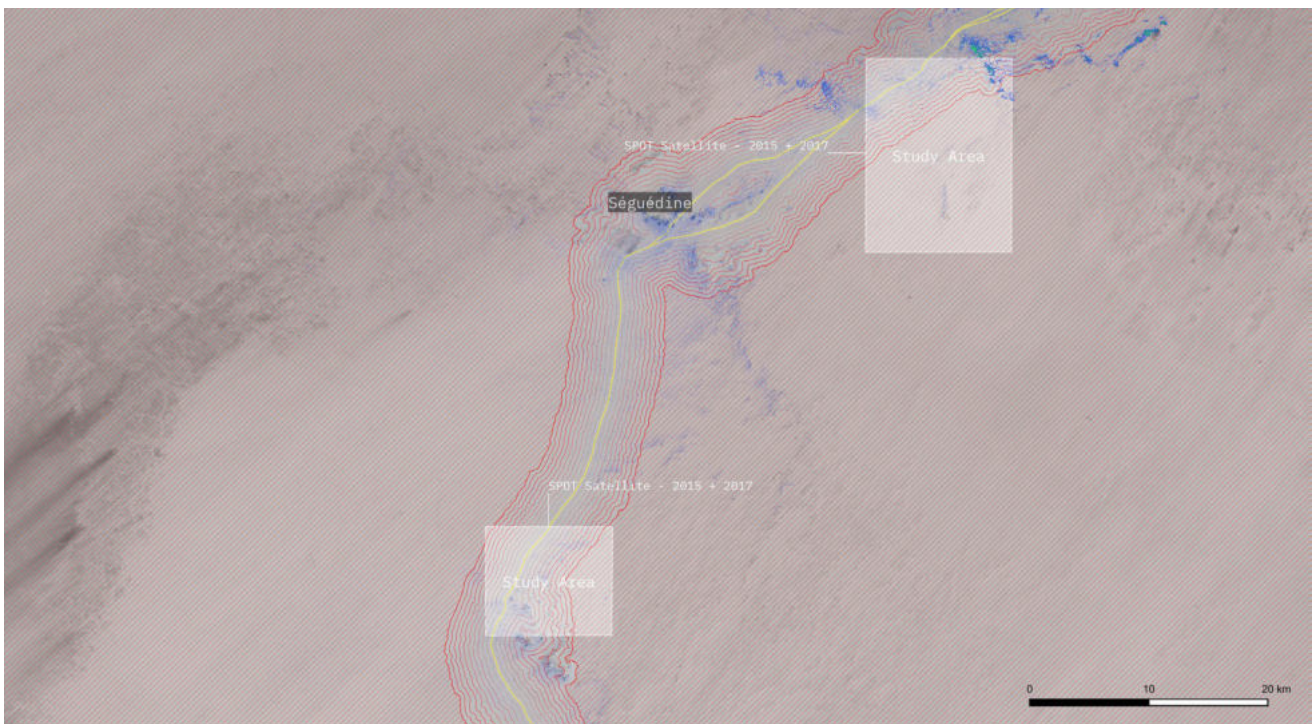 SPOT Satellite - 2015 + 2017
Study Area
Séguédine
SPOT Satellite - 2015 + 2017
Study Area
0 10 20 km